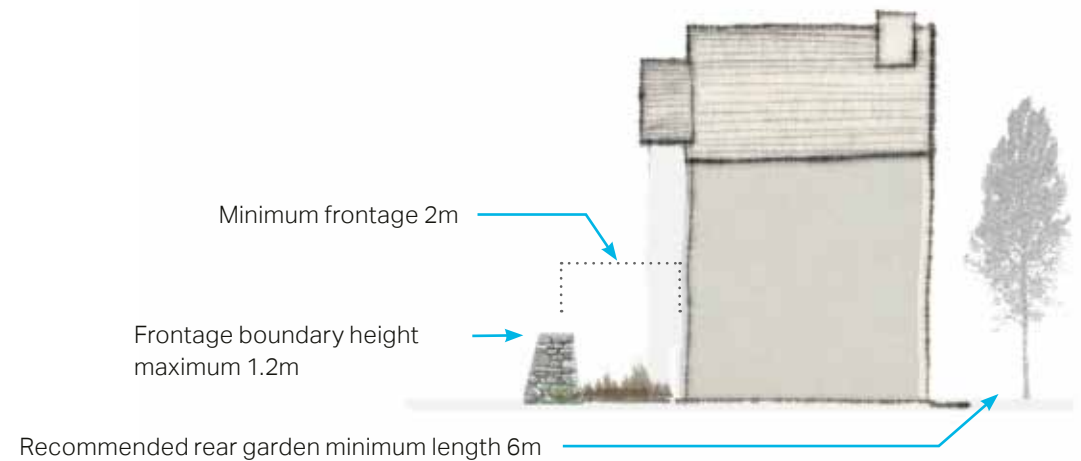 Minimum frontage 2m
Frontage boundary height
maximum 1.2m
Recommended rear garden minimum length 6m